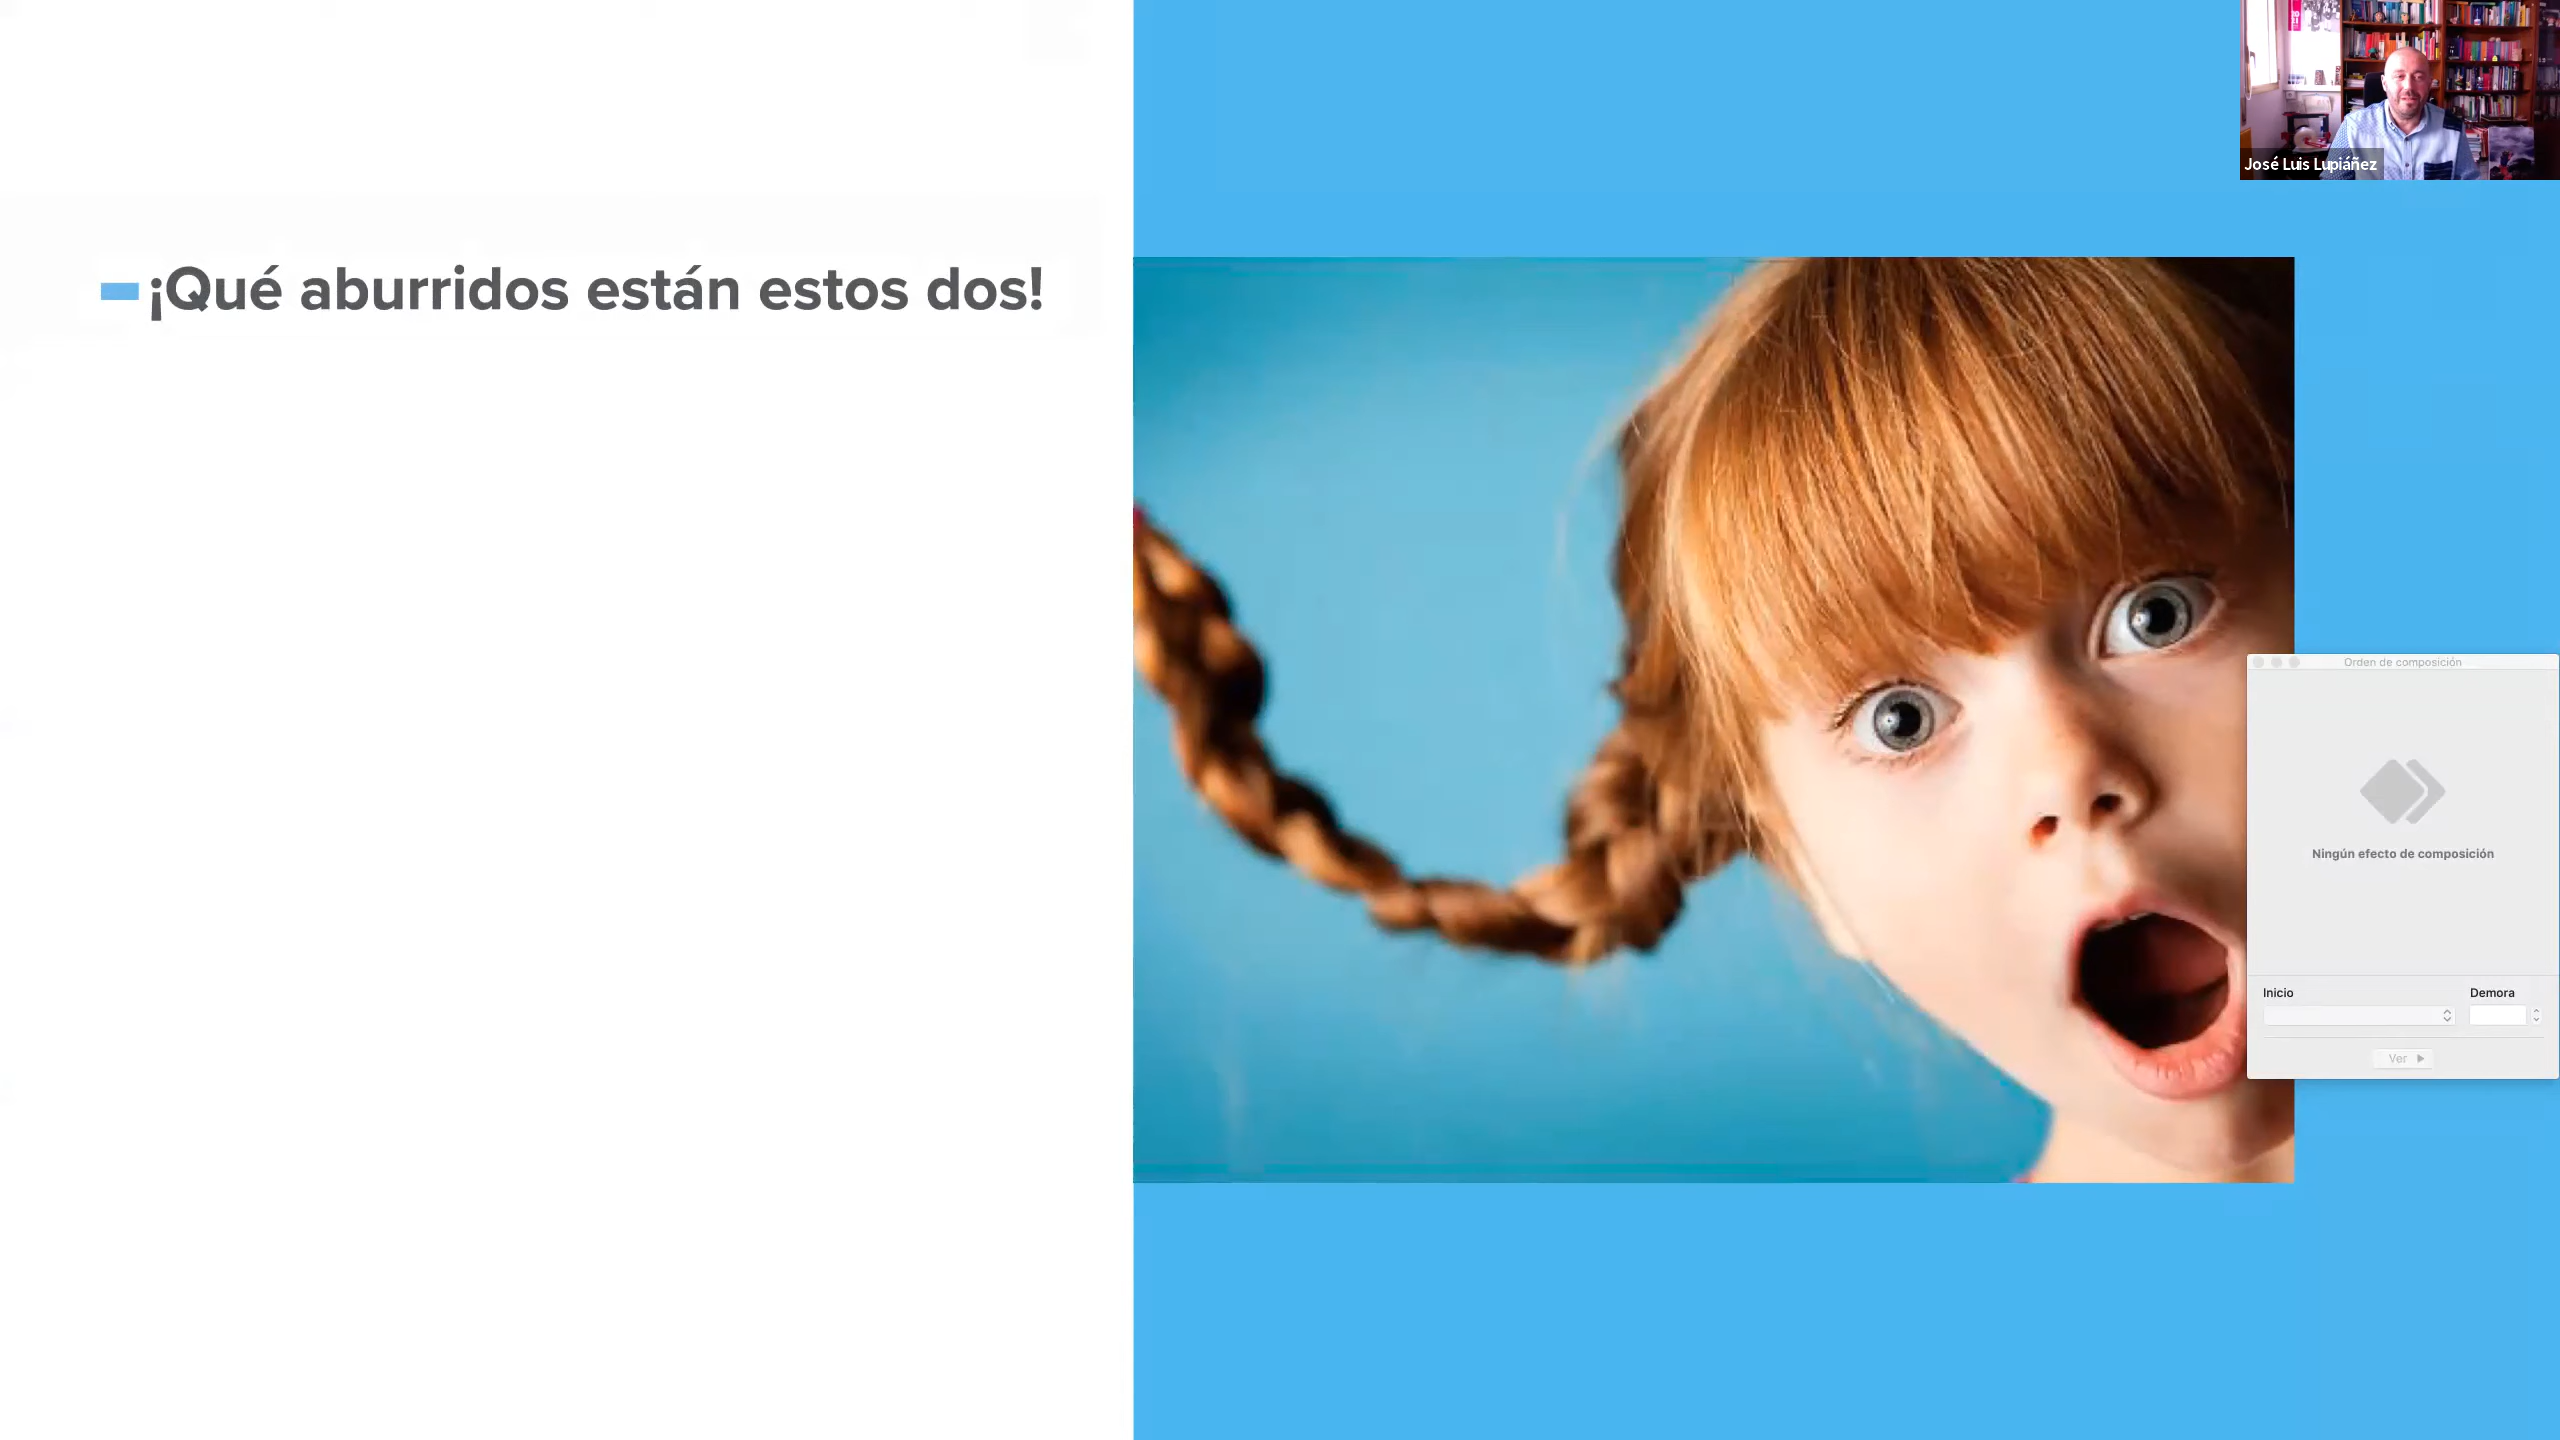 ¡Qué aburridos están estos dos!
José Luis Lupiáñez
Orden de composición
Ningún efecto de composición
Inicio
Demora
Ver